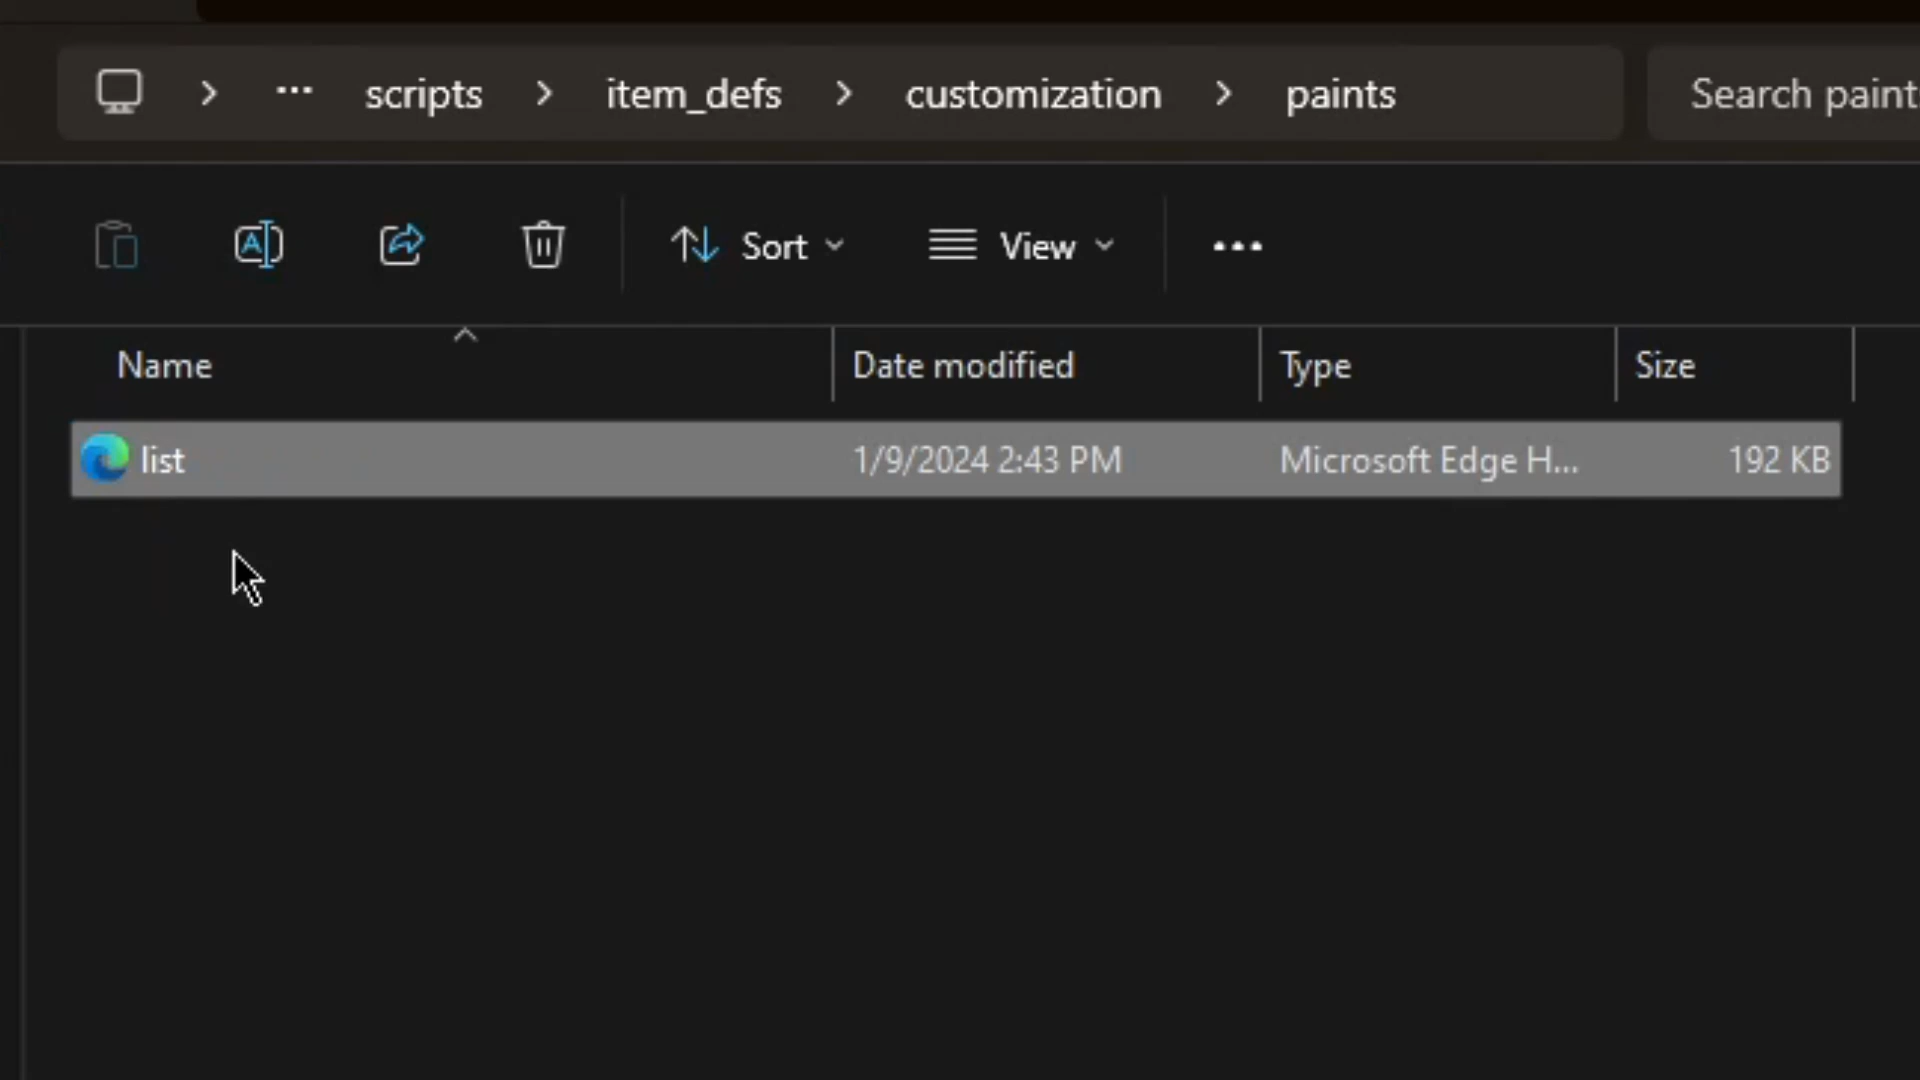 scripts > item_defs > customization > paints
Search paint
Sort
View
Name
Date modified
Type
Size
list
1/9/2024 2:43 PM
Microsoft Edge H...
192 KB